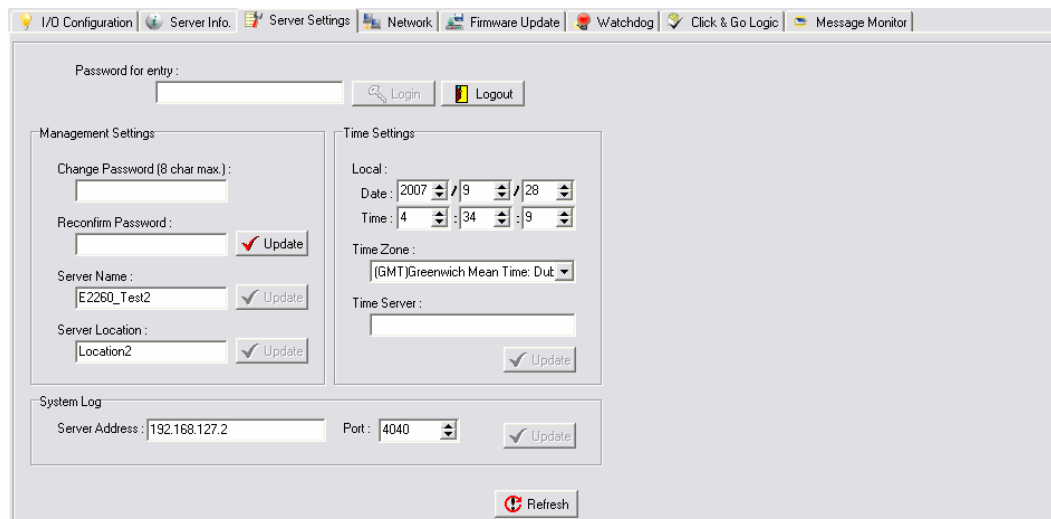 I/O Configuration Server Info. Server Settings Network Firmware Update Watchdog Click & Go Logic Message Monitor
Password for entry :
Login Logout
Management Settings
Change Password (8 char max.) :
Reconfirm Password :
Update
Server Name :
E2260_Test2 Update
Server Location :
Location2 Update
Time Settings
Local :
Date : 2007 / 9 / 28
Time : 4 : 34 : 9
Time Zone :
(GMT)Greenwich Mean Time: Dub
Time Server :
Update
System Log
Server Address : 192.168.127.2 Port : 4040 Update
Refresh